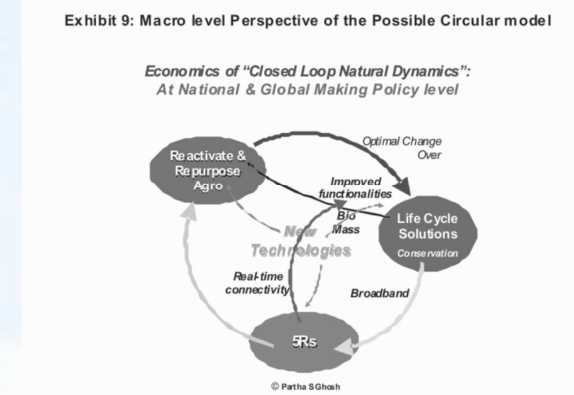 Exhibit 9: Macro level Perspective of the Possible Circular model
Economics of “Closed Loop Natural Dynamics”:
At National & Global Making Policy level
Optimal Change
Over
Reactivate &
Repurpose
Agro
Improved
functionalities
Bio
Mass
Life Cycle
Solutions
Conservation
New
Technologies
Real-time
connectivity
Broadband
5Rs
© Partha SGhosh